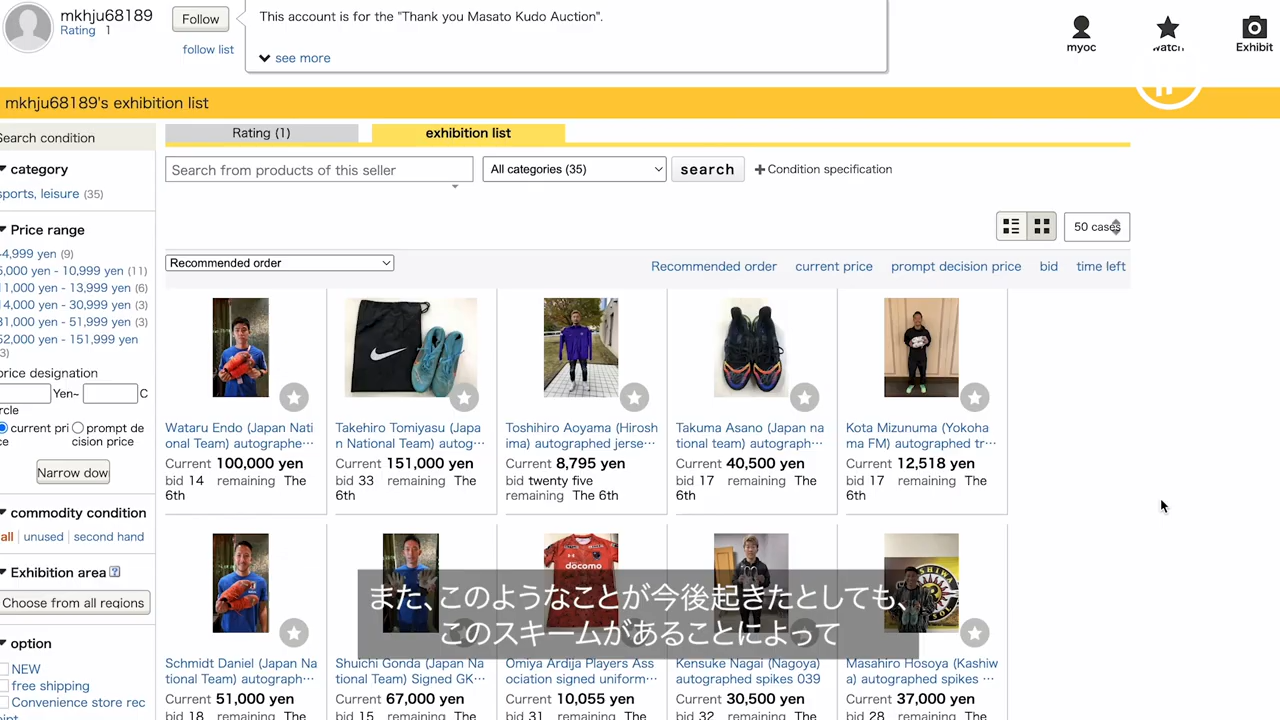 mkhju68189
Rating 1
Follow
follow list
This account is for the "Thank you Masato Kudo Auction".
see more
myoc
watch
Exhibit
mkhju68189's exhibition list
Search condition
category
sports, leisure (35)
Price range
-4,999 yen (9)
5,000 yen - 10,999 yen (11)
11,000 yen - 13,999 yen (6)
14,000 yen - 30,999 yen (3)
31,000 yen - 51,999 yen (3)
52,000 yen - 151,999 yen
3)
price designation
Yen~ C
rcle
current pri
ce
prompt de
cision price
Narrow dow
commodity condition
all unused second hand
Exhibition area
Choose from all regions
option
NEW
free shipping
Convenience store rec
Rating (1)
exhibition list
Search from products of this seller
All categories (35)
search
Condition specification
50 cases
Recommended order
Recommended order current price prompt decision price bid time left
Wataru Endo (Japan Nati
onal Team) autographe…
Current 100,000 yen
bid 14 remaining The
6th
Takehiro Tomiyasu (Japa
n National Team) autog…
Current 151,000 yen
bid 33 remaining The
6th
Toshihiro Aoyama (Hirosh
ima) autographed jerse…
Current 8,795 yen
bid twenty five
remaining The 6th
Takuma Asano (Japan na
tional team) autograph…
Current 40,500 yen
bid 17 remaining The
6th
Kota Mizunuma (Yokoha
ma FM) autographed tr…
Current 12,518 yen
bid 17 remaining The
6th
docomo
Schmidt Daniel (Japan Na
tional Team) autograph…
Current 51,000 yen
bid 18 remaining The
Shuichi Gonda (Japan Na
tional Team) Signed GK…
Current 67,000 yen
bid 15 remaining The
Omiya Ardija Players Ass
ociation signed uniform…
Current 10,055 yen
bid 31 remaining The
Kensuke Nagai (Nagoya)
autographed spikes 039
Current 30,500 yen
bid 32 remaining The
Masahiro Hosoya (Kashiw
a) autographed spikes …
Current 37,000 yen
bid 28 remaining The
また、このようなことが今後起きたとしても、
このスキームがあることによって